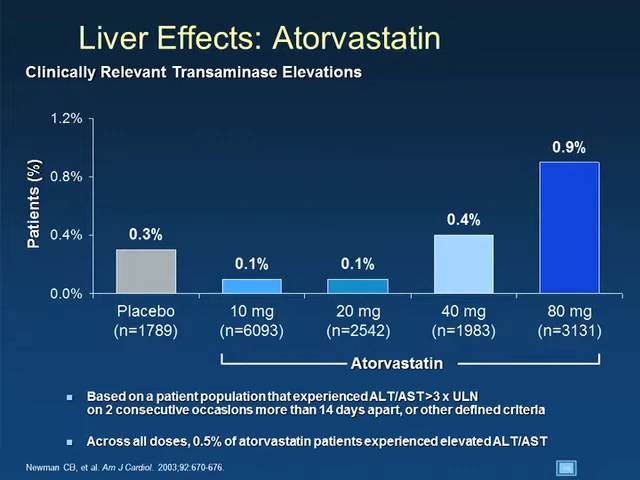 Liver Effects: Atorvastatin
Clinically Relevant Transaminase Elevations
Patients (%)
1.2%
0.8%
0.4%
0.0%
0.3%
0.1%
0.1%
0.4%
0.9%
Placebo 10 mg 20 mg 40 mg 80 mg
(n=1789) (n=6093) (n=2542) (n=1983) (n=3131)
Atorvastatin
Based on a patient population that experienced ALT/AST >3 x ULN
on 2 consecutive occasions more than 14 days apart, or other defined criteria
Across all doses, 0.5% of atorvastatin patients experienced elevated ALT/AST
Newman CB, et al. Am J Cardiol. 2003;92:670-676.